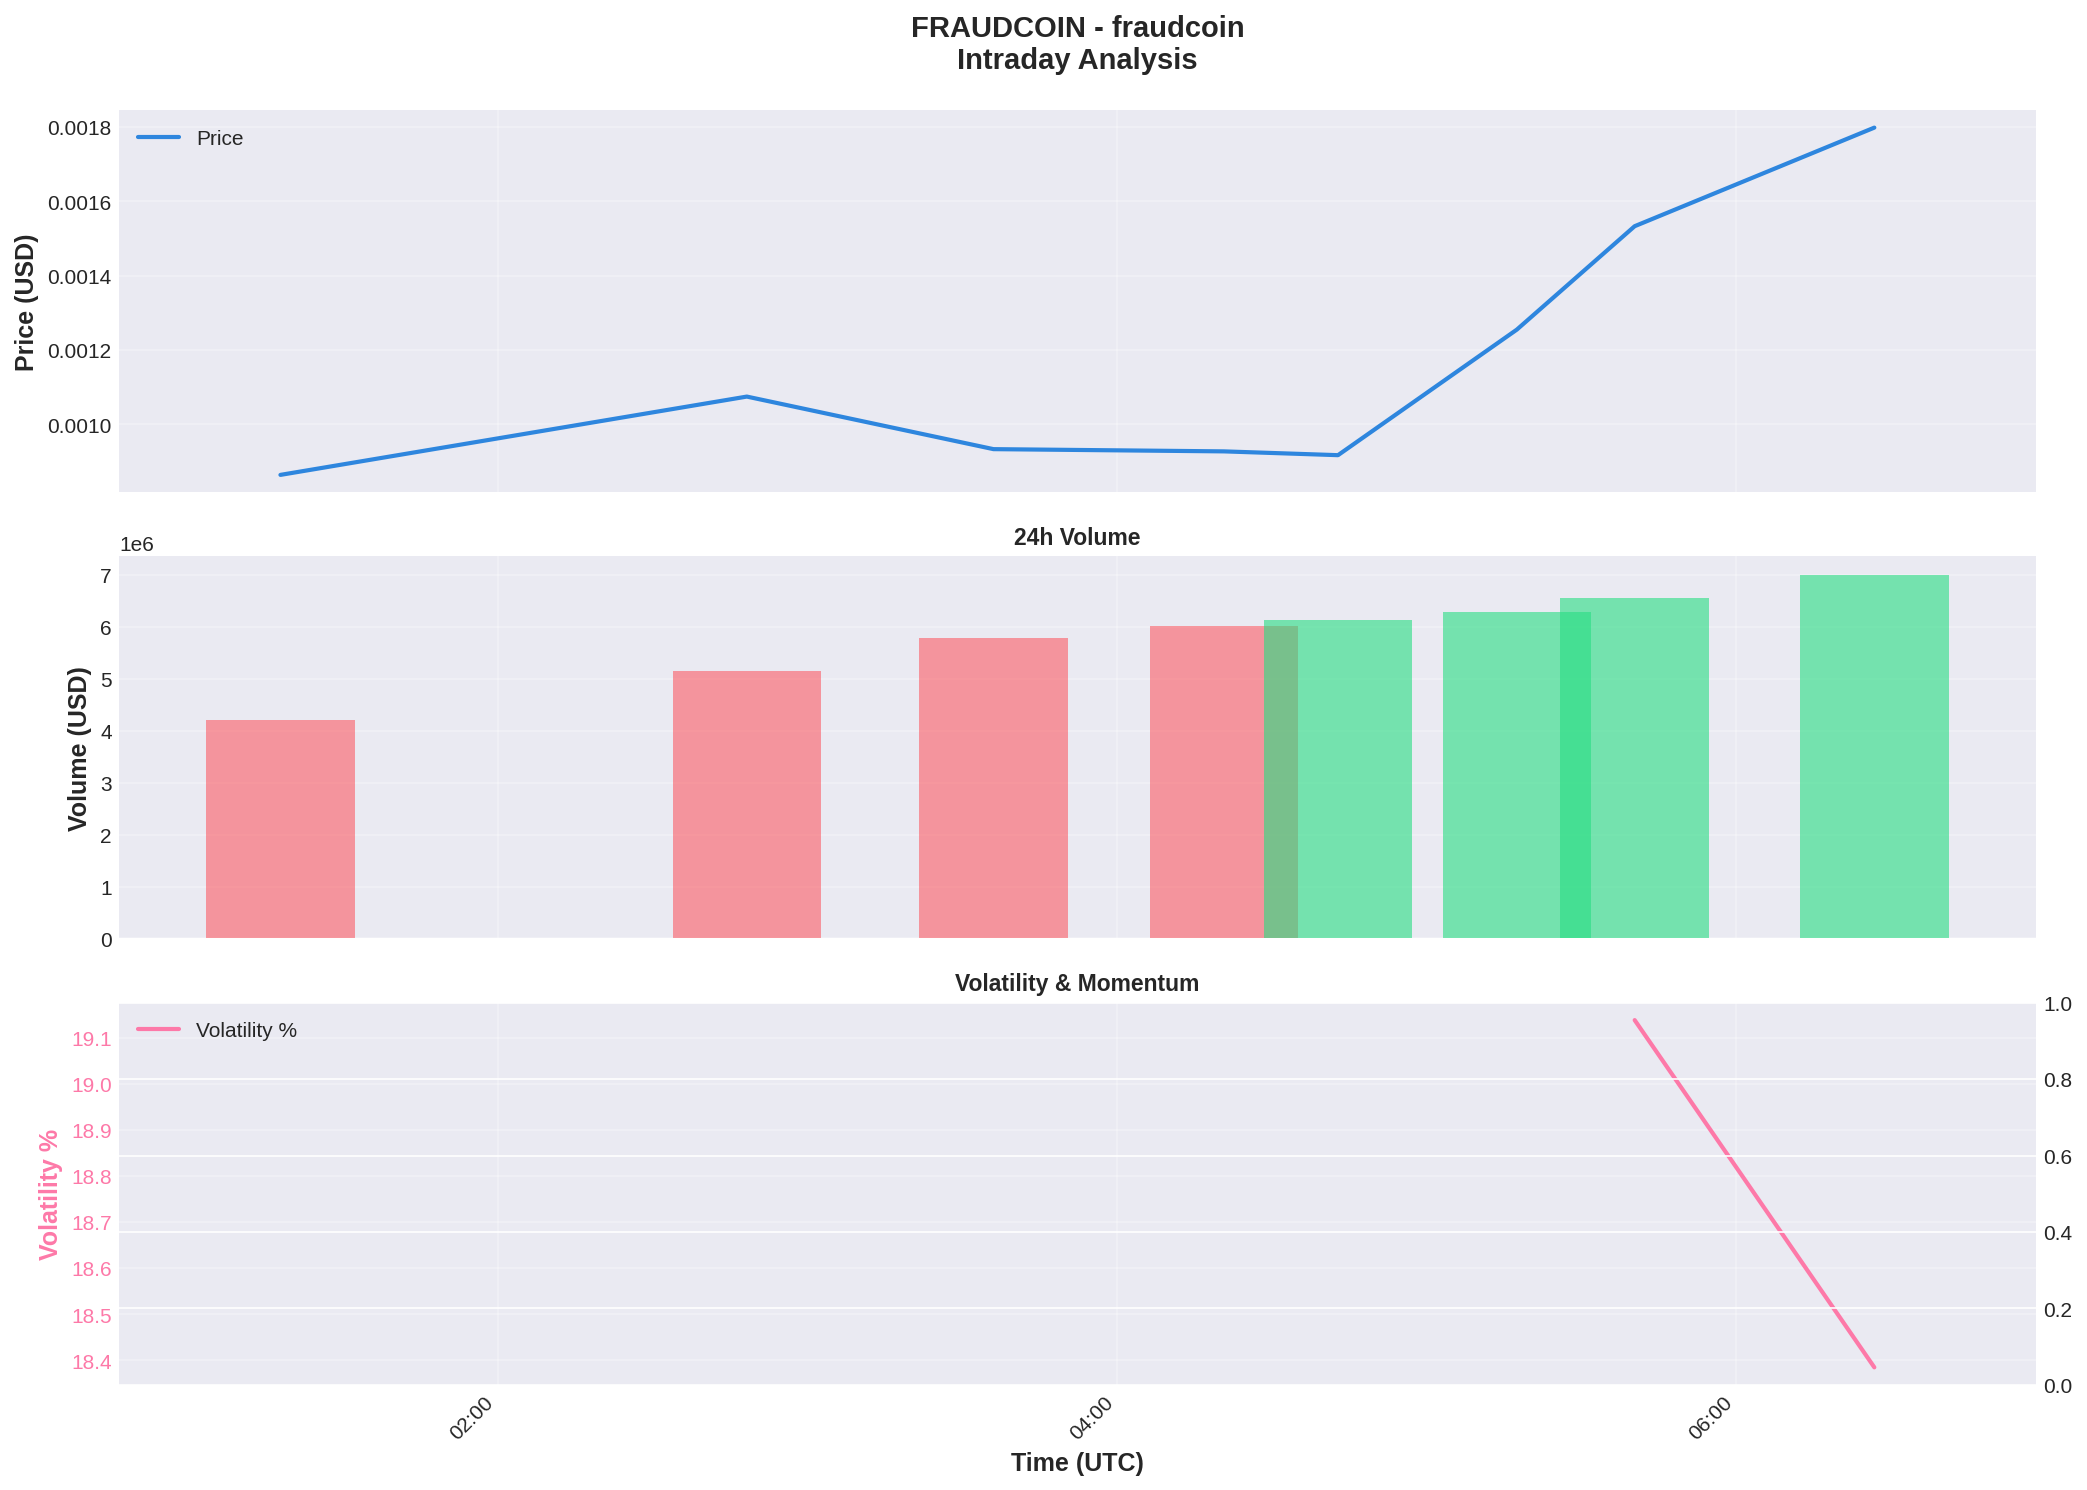 FRAUDCOIN - fraudcoin
Intraday Analysis
Price
Price (USD)
0.0018
0.0016
0.0014
0.0012
0.0010
24h Volume
1e6
Volume (USD)
7
6
5
4
3
2
1
0
Volatility & Momentum
Volatility %
Volatility %
19.1
19.0
18.9
18.8
18.7
18.6
18.5
18.4
1.0
0.8
0.6
0.4
0.2
0.0
02:00
04:00
06:00
Time (UTC)